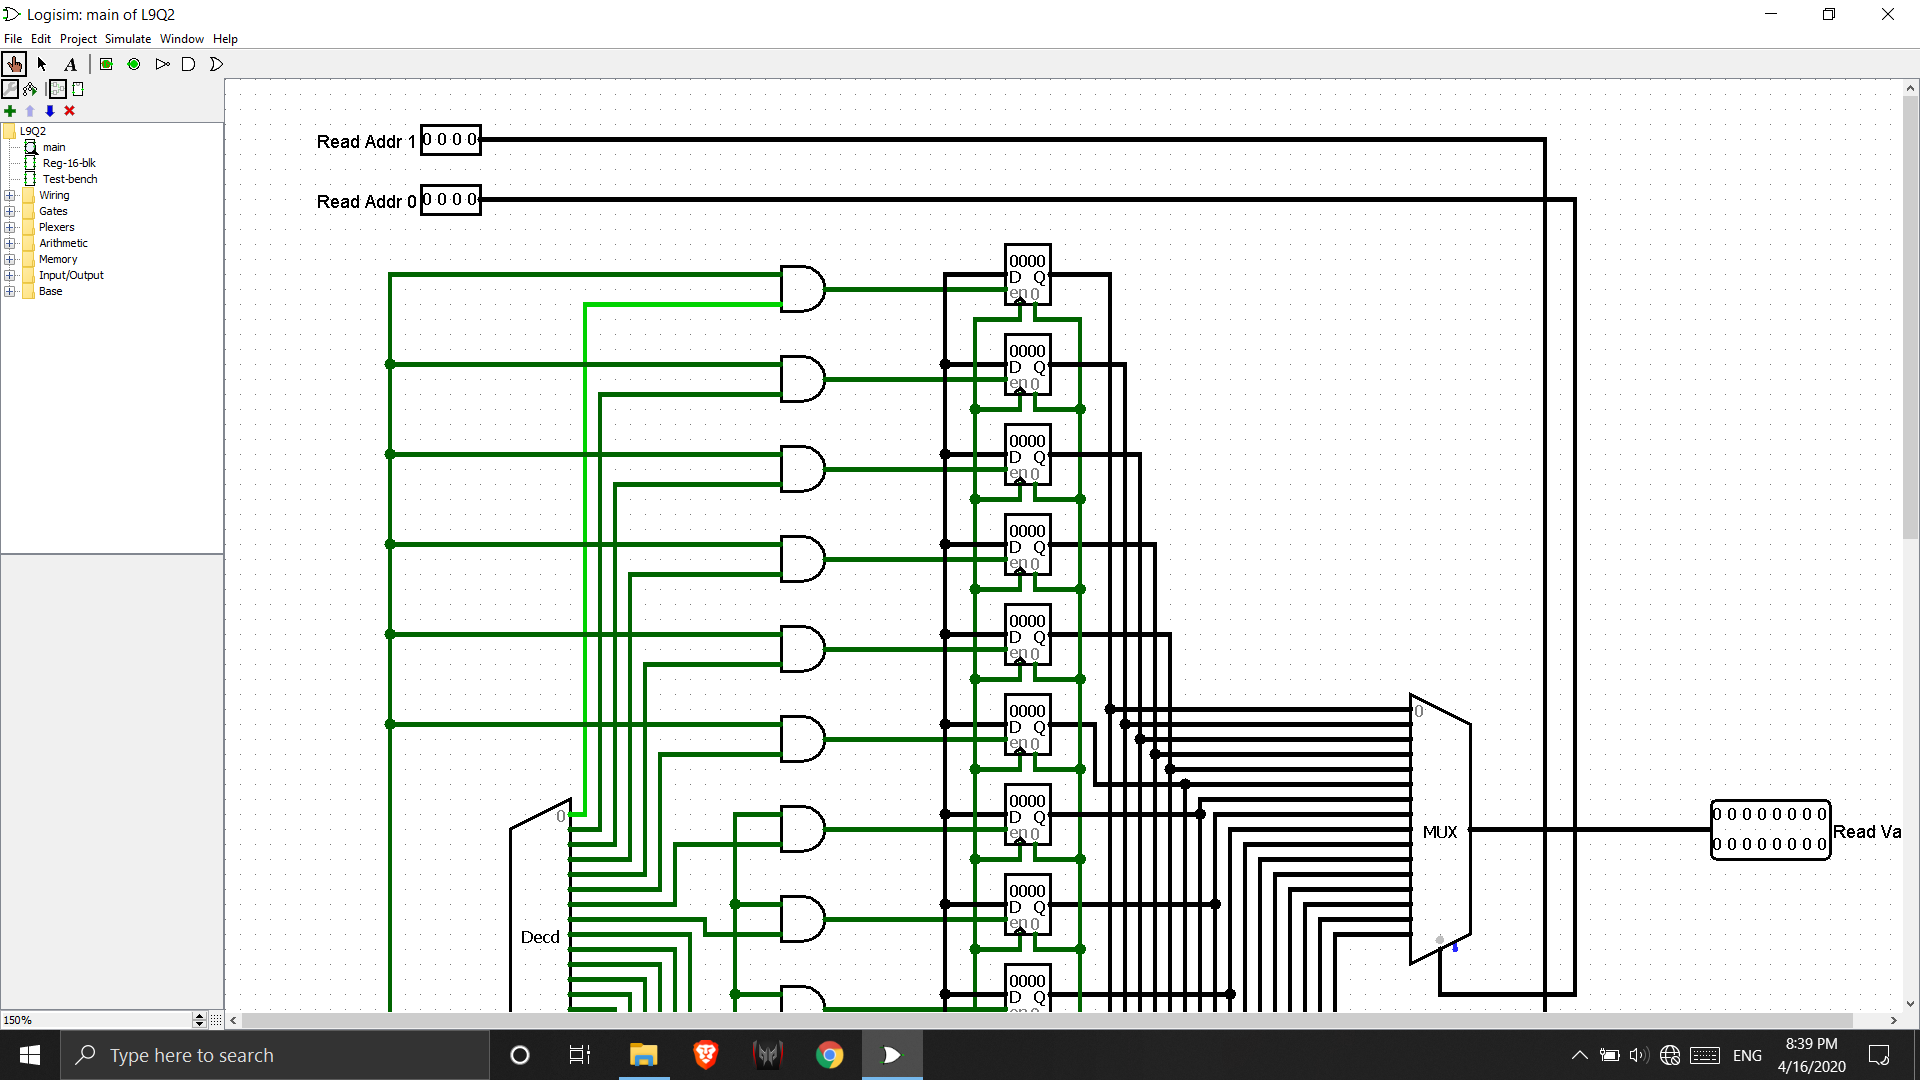 Logisim: main of L9Q2
File Edit Project Simulate Window Help
A
L9Q2
main
Reg-16-blk
Test-bench
Wiring
Gates
Plexers
Arithmetic
Memory
Input/Output
Base
150%
Read Addr 1 0 0 0 0
Read Addr 0 0 0 0 0
0000
D Q
en 0
0000
D Q
en 0
0000
D Q
en 0
0000
D Q
en 0
0000
D Q
en 0
0000
D Q
en 0
0000
D Q
en 0
0000
D Q
en 0
0000
D Q
0
Decd
0
MUX
0 0 0 0 0 0 0 0
0 0 0 0 0 0 0 0
Read Va
Type here to search
ENG
8:39 PM
4/16/2020